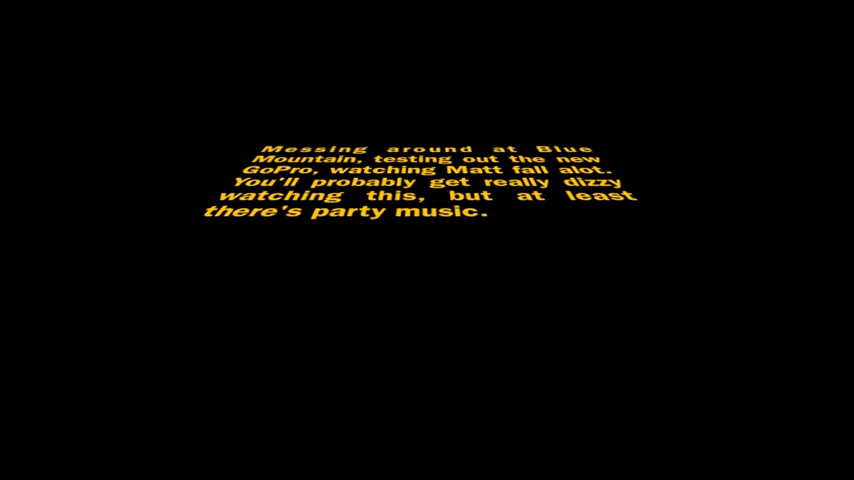 Messing around at Blue
Mountain, testing out the new
GoPro, watching Matt fall alot.
You'll probably get really dizzy
watching this, but at least
there's party music.